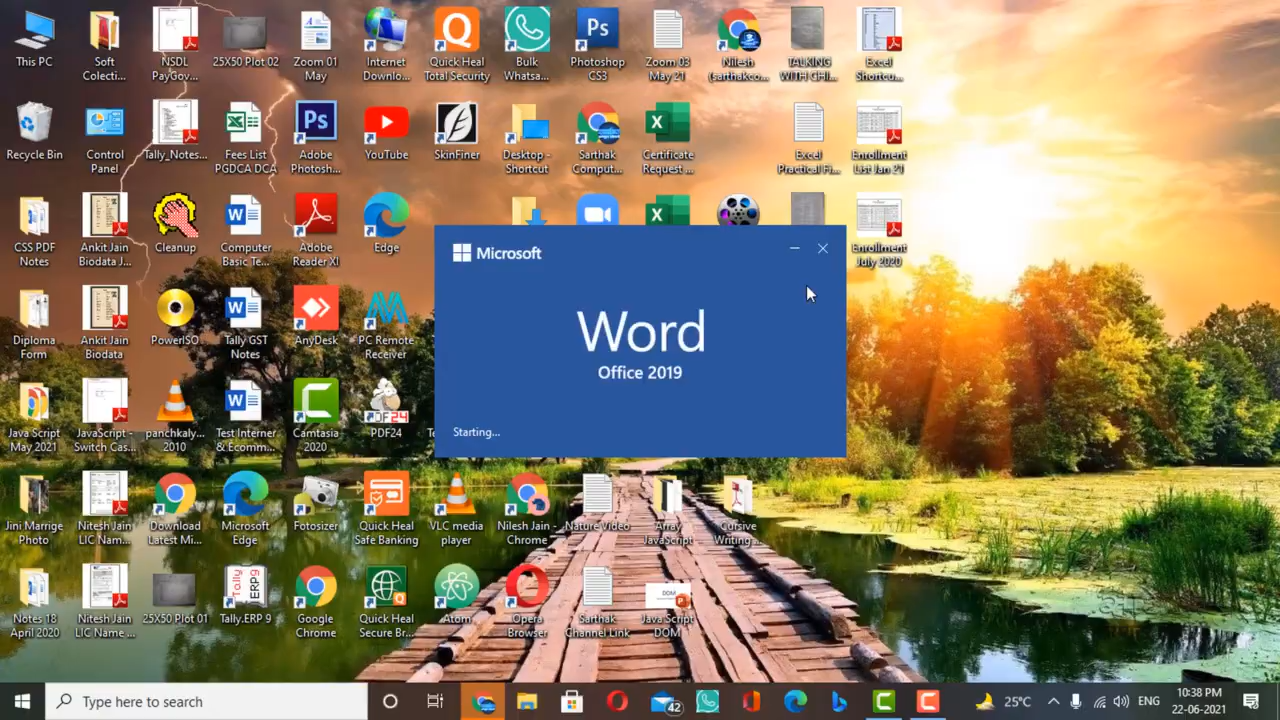 This PC
Soft
Colecti...
NSDL
PayGov...
25X50 Plot 02
Zoom 01
May
Internet
Downlo...
Quick Heal
Total Security
Bulk
Whatsa...
Photoshop
CS3
Zoom 03
May 21
Nilesh
(sarthakco...
TALKING
WITH CHI...
Excel
Shortcu...
Recycle Bin
Control
Panel
Tally_Notes...
Fees List
PGDCA DCA
Adobe
Photosh...
YouTube
SkinFiner
Desktop -
Shortcut
Sarthak
Comput...
Certificate
Request ...
Excel
Practical Fi...
Enrollment
List Jan 21
CSS PDF
Notes
Ankit Jain
Biodata J...
Cleanup
Computer
Basic Te...
Adobe
Reader XI
Edge
Enrollment
July 2020
Microsoft
Word
Office 2019
Starting...
Diploma
Form
Ankit Jain
Biodata
PowerISO
Tally GST
Notes
AnyDesk
PC Remote
Receiver
Java Script
May 2021
JavaScript -
Switch Cas...
panchkaly...
2010
Test Internet
& Ecomm...
Camtasia
2020
PDF24
Jini Marrige
Photo
Nitesh Jain
LIC Nam...
Download
Latest Mi...
Microsoft
Edge
Fotosizer
Quick Heal
Safe Banking
VLC media
player
Nilesh Jain -
Chrome
Nature Video
Array
JavaScript
Cursive
Writing ...
Notes 18
April 2020
Nitesh Jain
LIC Name ...
25X50 Plot 01
Tally.ERP 9
Google
Chrome
Quick Heal
Secure Br...
Atom
Opera
Browser
Sarthak
Channel Link
Java Script
DOM
Type here to search
42
25°C
ENG
10:38 PM
22-06-2021